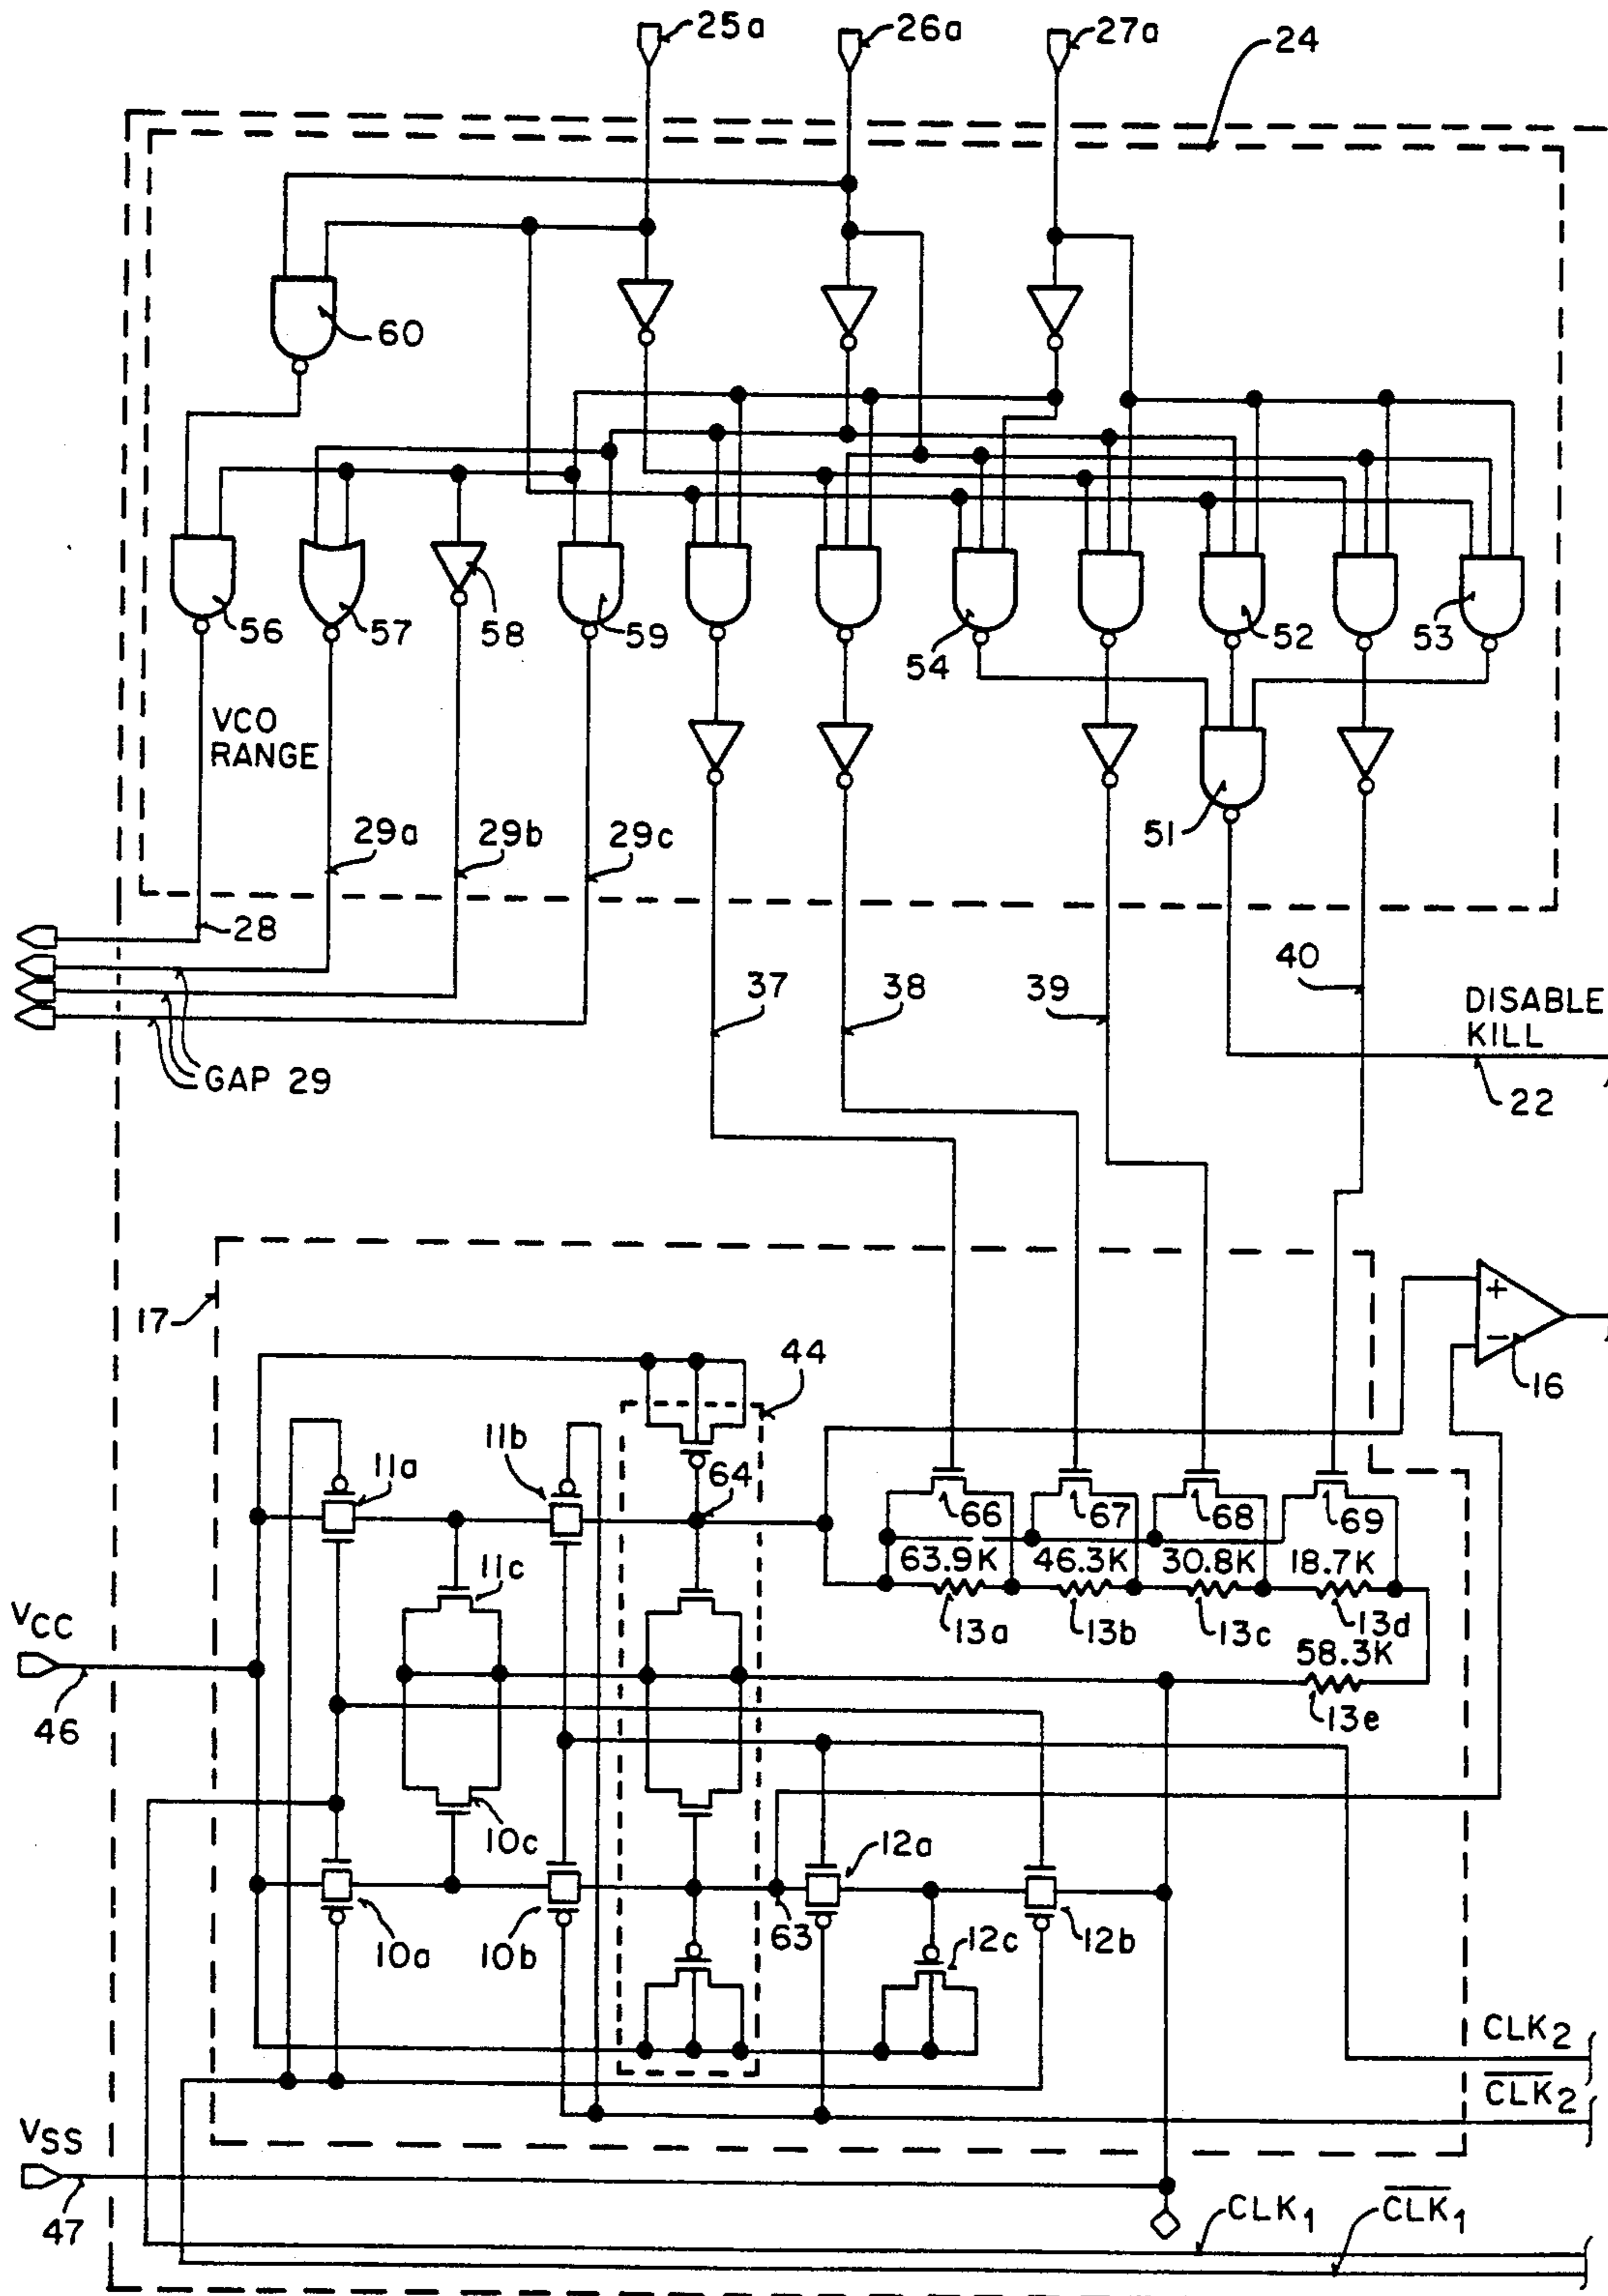 25a
26a
27a
24
60
56
57
58
59
54
52
53
VCO
RANGE
51
29a
29b
29c
28
40
37
38
39
DISABLE
KILL
GAP 29
22
17
44
16
11a
11b
64
66
67
68
69
63.9K
46.3K
30.8K
18.7K
11c
13a
13b
13c
13d
VCC
58.3K
13e
46
10c
12a
10a
10b
63
12c
12b
CLK2
CLK2
VSS
47
CLK1
CLK1